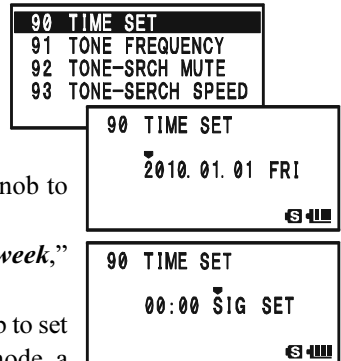 90 TIME SET
91 TONE FREQUENCY
92 TONE-SRCH MUTE
93 TONE-SERCH SPEED
90 TIME SET
2010.01.01 FRI
nob to
S
week,”
90 TIME SET
00:00 SIG SET
to set
node, a
S